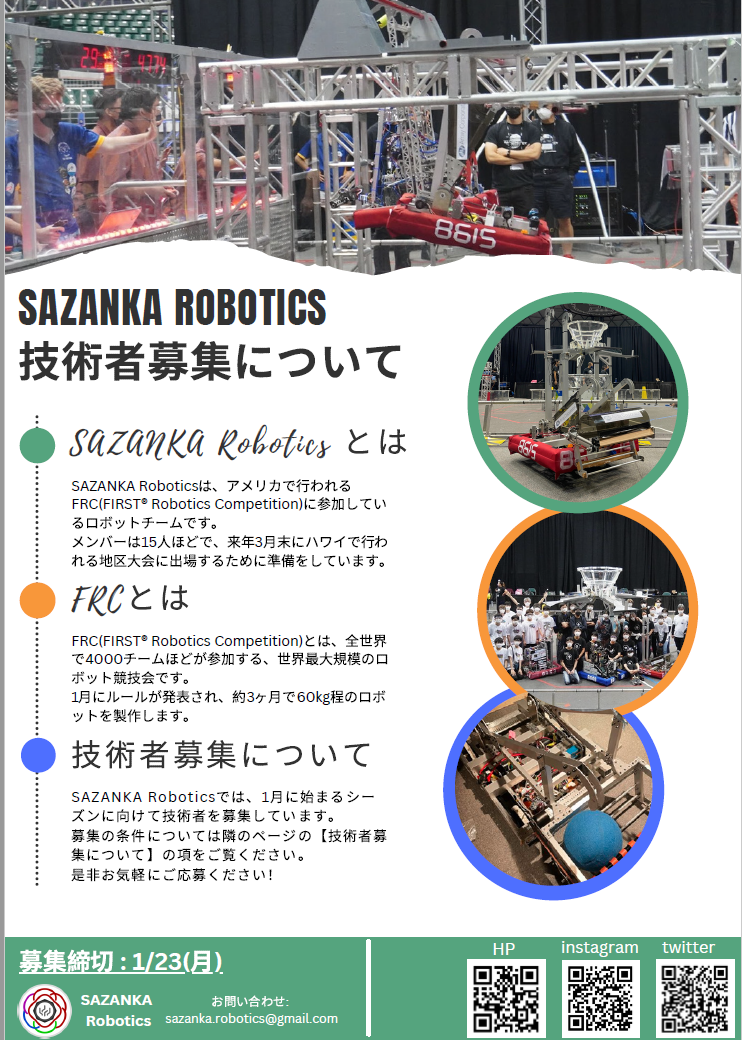 29.3 4774
8615
SAZANKA ROBOTICS
技術者募集について
8615
8
SAZANKA Robotics とは
SAZANKA Roboticsは、アメリカで行われる
FRC(FIRST® Robotics Competition)に参加してい
るロボットチームです。
メンバーは15人ほどで、来年3月末にハワイで行わ
れる地区大会に出場するために準備をしています。
FRCとは
FRC(FIRST® Robotics Competition)とは、全世界
で4000チームほどが参加する、世界最大規模のロ
ボット競技会です。
1月にルールが発表され、約3ヶ月で60kg程のロボ
ットを製作します。
技術者募集について
SAZANKA Roboticsでは、1月に始まるシー
ズンに向けて技術者を募集しています。
募集の条件については隣のページの【技術者募
集について】の項をご覧ください。
是非お気軽にご応募ください!
募集締切 : 1/23(月)
SAZANKA
Robotics
お問い合わせ:
sazanka.robotics@gmail.com
HP
instagram
twitter